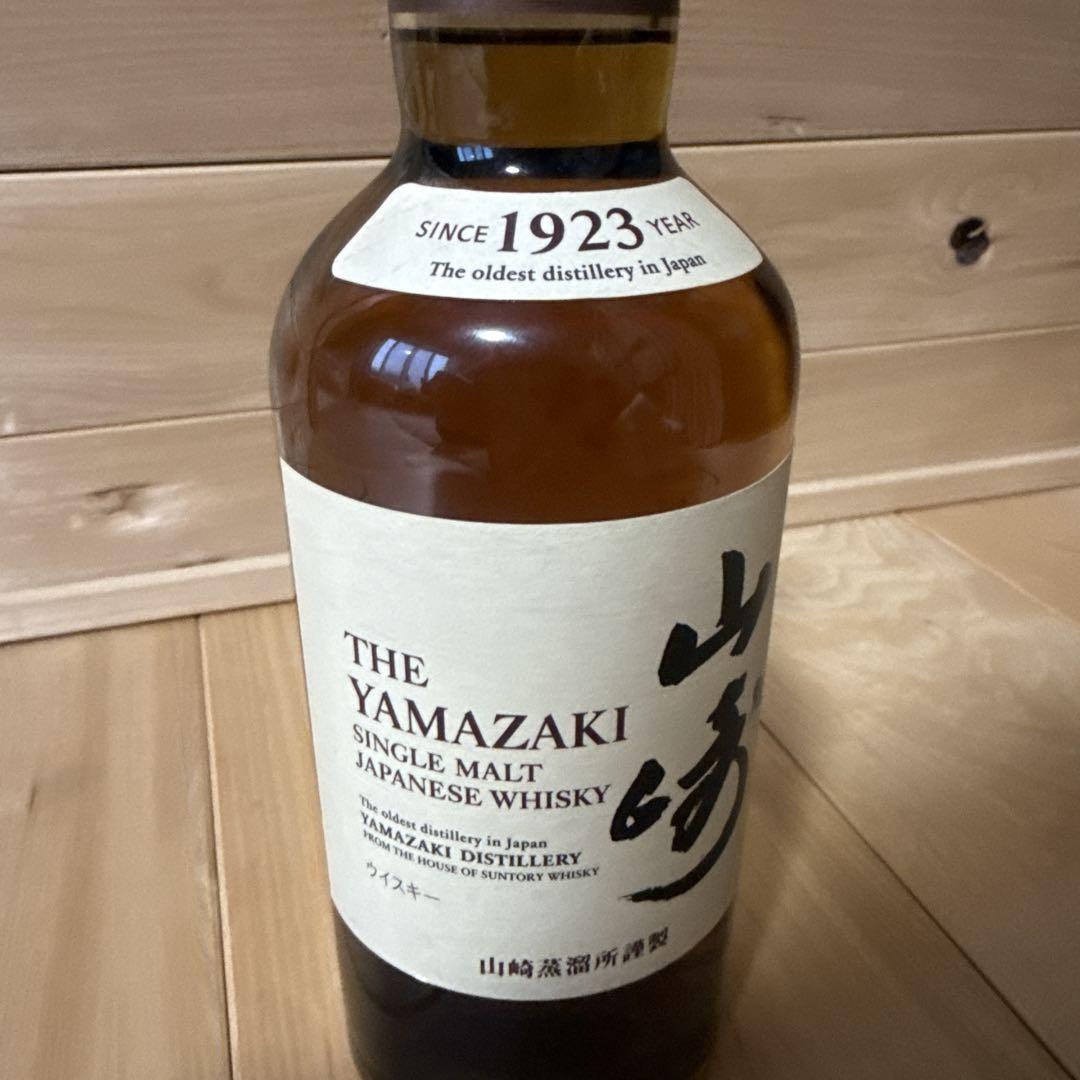 SINCE 1923 YEAR
The oldest distillery in Japan
THE
YAMAZAKI
SINGLE MALT
JAPANESE WHISKY
The oldest distillery in Japan
YAMAZAKI DISTILLERY
FROM THE HOUSE OF SUNTORY WHISKY
ウイスキー
山崎
山崎蒸溜所謹製